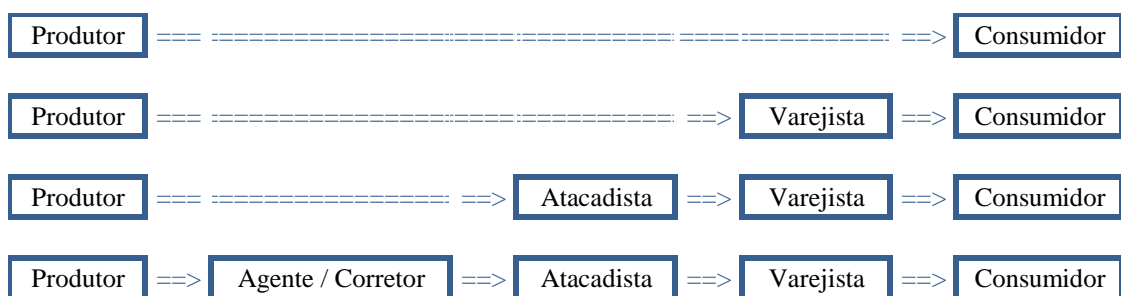 Produtor ==> Consumidor
Produtor ==> Varejista ==> Consumidor
Produtor ==> Atacadista ==> Varejista ==> Consumidor
Produtor ==> Agente / Corretor ==> Atacadista ==> Varejista ==> Consumidor